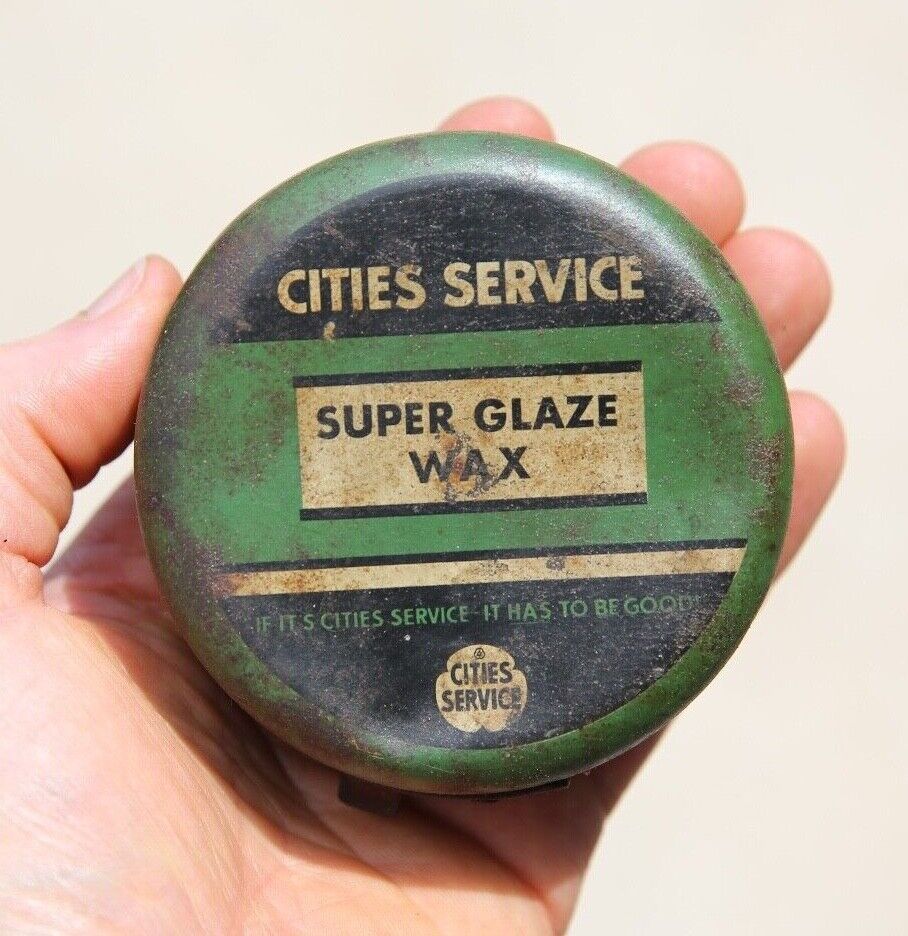 CITIES SERVICE
SUPER GLAZE
WAX
IF IT'S CITIES SERVICE IT HAS TO BE GOOD!
CITIES
SERVICE